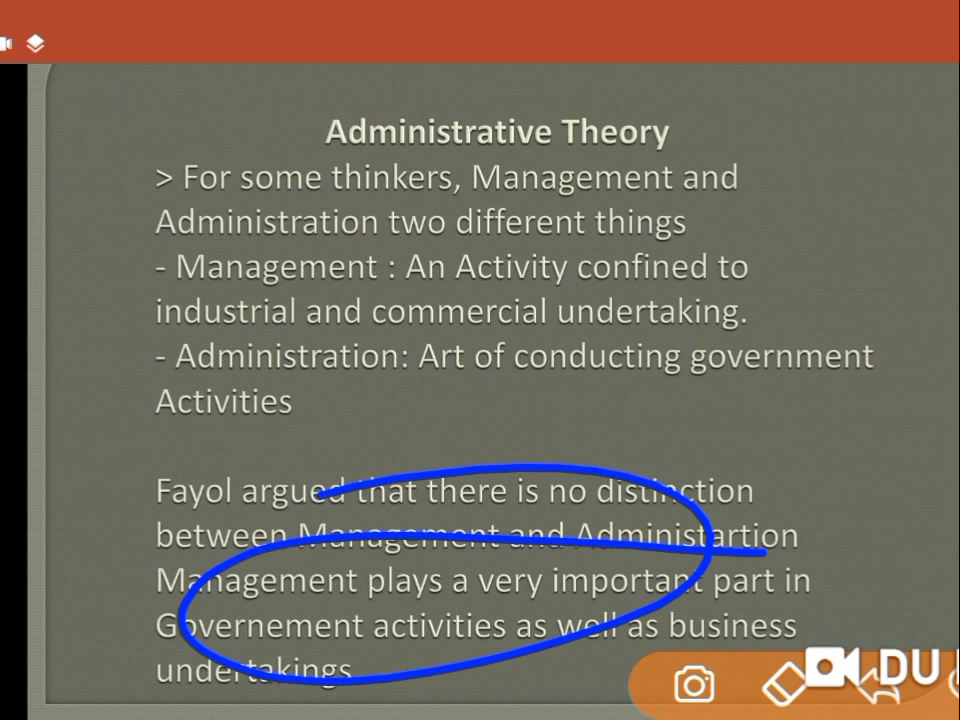 Administrative Theory
> For some thinkers, Management and
Administration two different things
- Management : An Activity confined to
industrial and commercial undertaking.
- Administration: Art of conducting government
Activities
Fayol argued that there is no distinction
between Management and Administartion
Management plays a very important part in
Governement activities as well as business
undertakings
DU